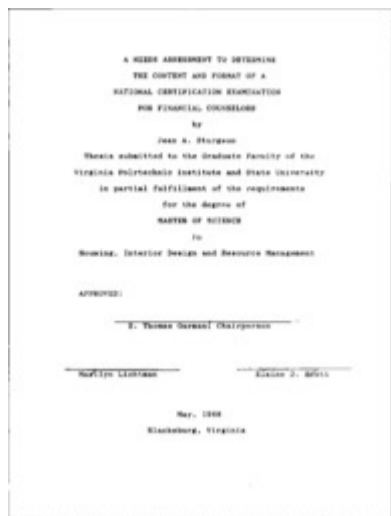 A NEEDS ASSESSMENT TO DETERMINE
THE CONTENT AND FORMAT OF A
NATIONAL CERTIFICATION EXAMINATION
FOR FINANCIAL COUNSELORS
by
Jean A. Sturgeon
Thesis submitted to the Graduate Faculty of the
Virginia Polytechnic Institute and State University
in partial fulfillment of the requirements
for the degree of
MASTER OF SCIENCE
in
Housing, Interior Design and Resource Management
APPROVED:
Thomas Garman, Chairperson
Marilyn Lichtman
Elaine D.
May,
Blacksburg, Virginia